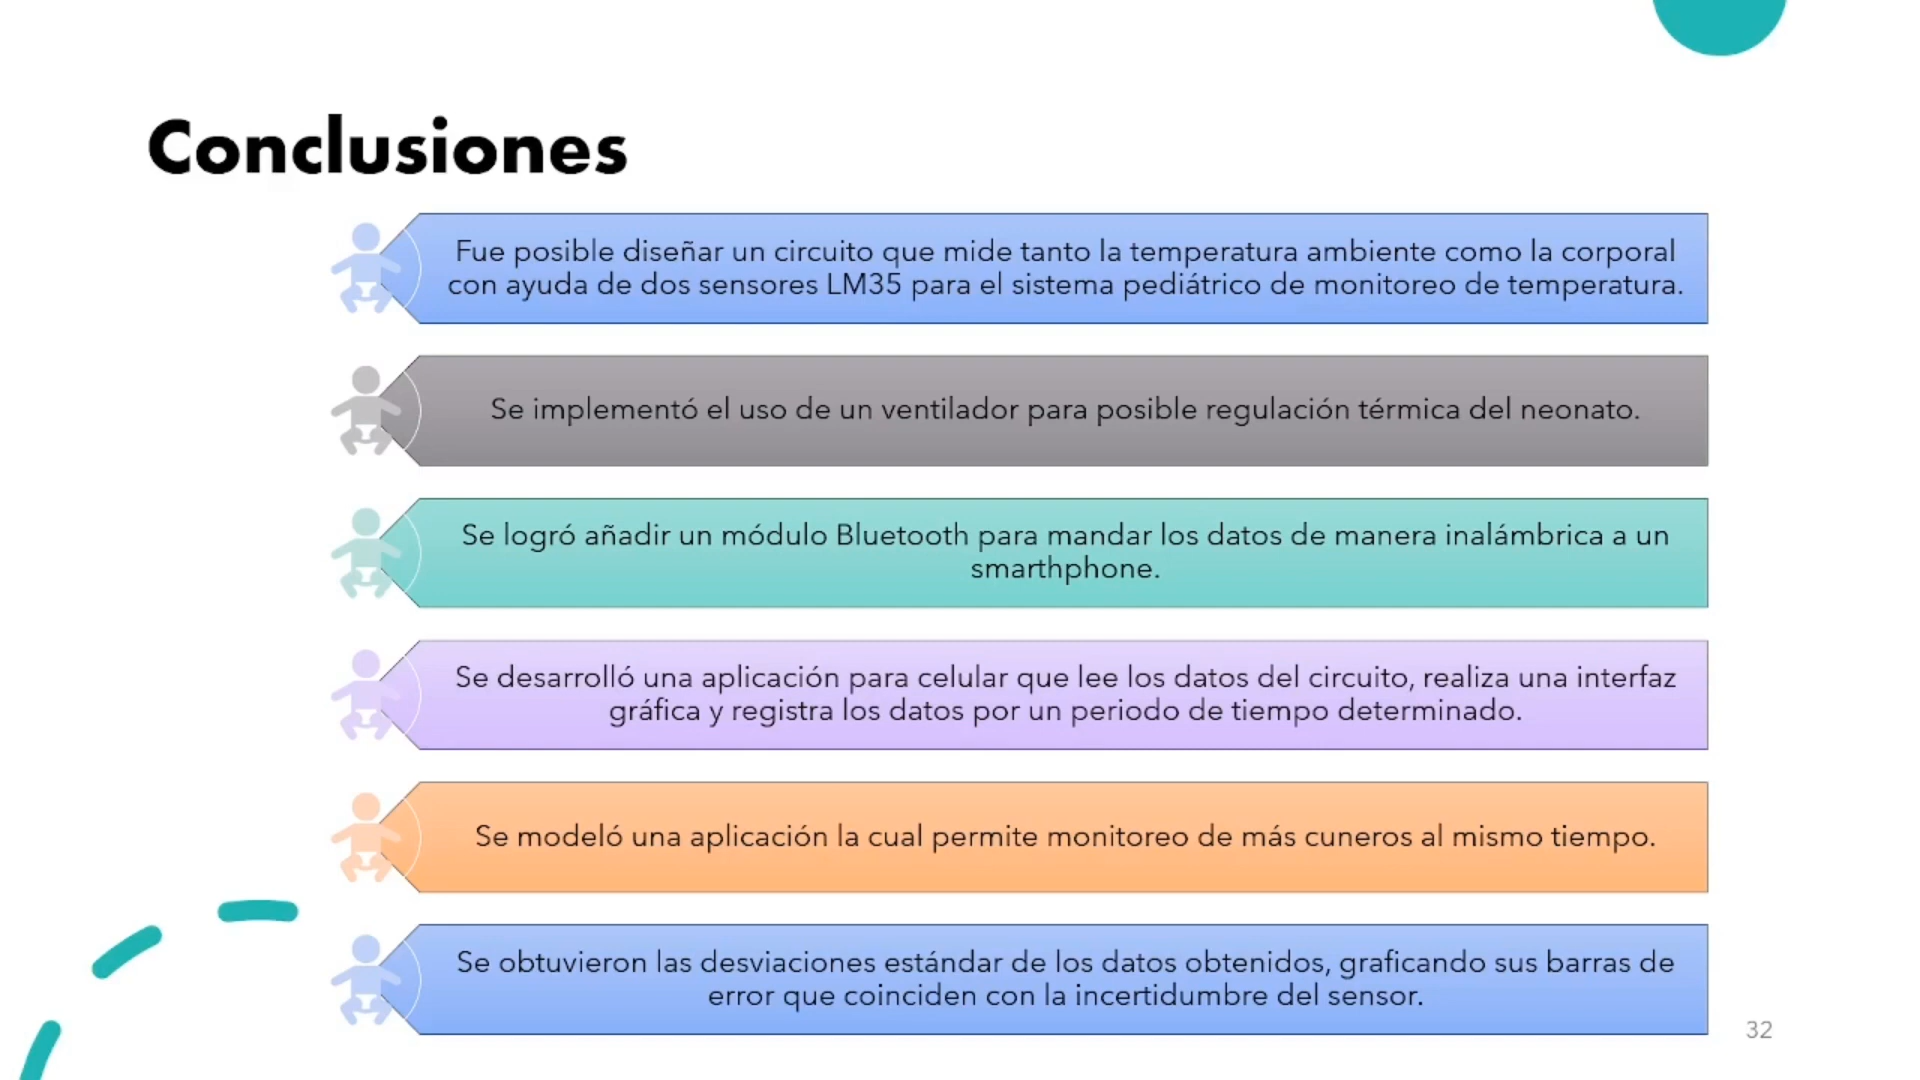 Conclusiones
Fue posible diseñar un circuito que mide tanto la temperatura ambiente como la corporal
con ayuda de dos sensores LM35 para el sistema pediátrico de monitoreo de temperatura.
Se implementó el uso de un ventilador para posible regulación térmica del neonato.
Se logró añadir un módulo Bluetooth para mandar los datos de manera inalámbrica a un
smarthphone.
Se desarrolló una aplicación para celular que lee los datos del circuito, realiza una interfaz
gráfica y registra los datos por un periodo de tiempo determinado.
Se modeló una aplicación la cual permite monitoreo de más cuneros al mismo tiempo.
Se obtuvieron las desviaciones estándar de los datos obtenidos, graficando sus barras de
error que coinciden con la incertidumbre del sensor.
32